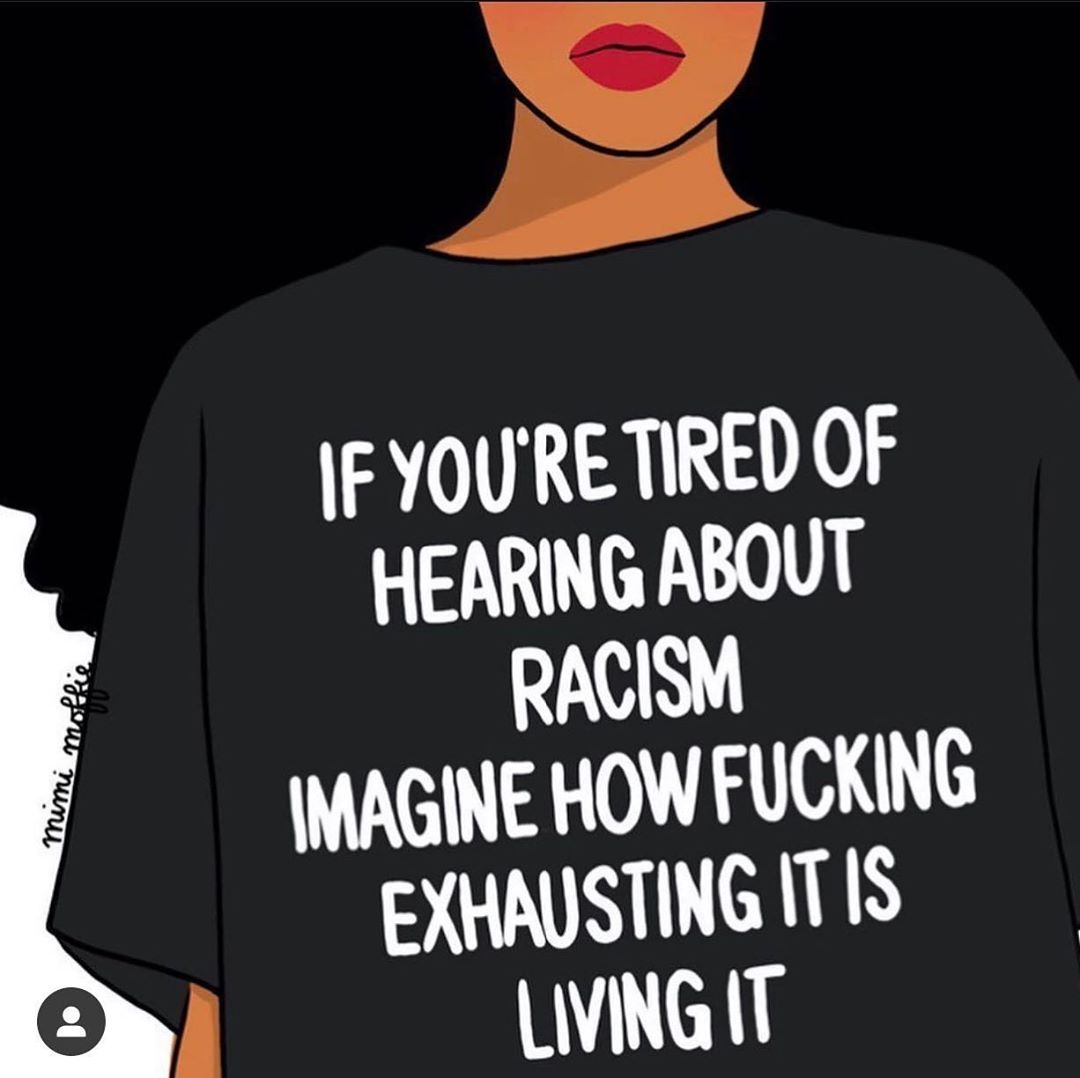 IF YOU'RE TIRED OF
HEARING ABOUT
RACISM
IMAGINE HOW FUCKING
EXHAUSTING IT IS
LIVING IT
mimi moffie